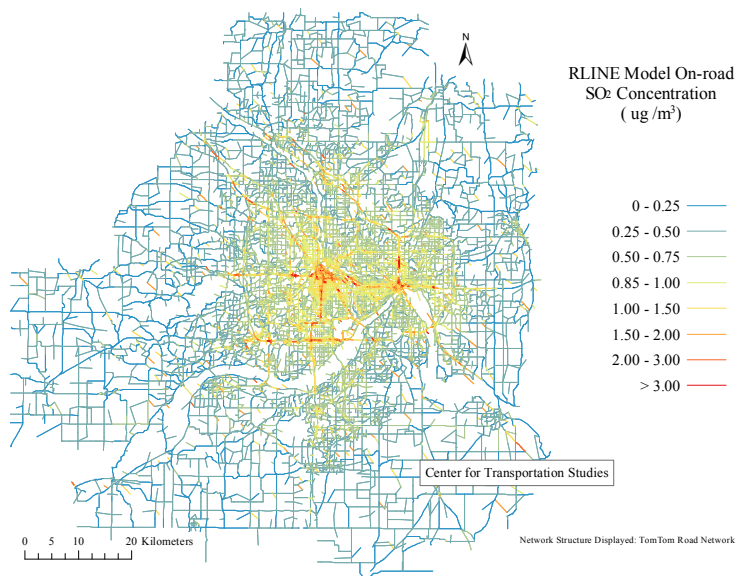 N
RLINE Model On-road
SO2 Concentration
( ug /m³)
0 - 0.25
0.25 - 0.50
0.50 - 0.75
0.85 - 1.00
1.00 - 1.50
1.50 - 2.00
2.00 - 3.00
> 3.00
Center for Transportation Studies
0 5 10 20 Kilometers
Network Structure Displayed: TomTom Road Network